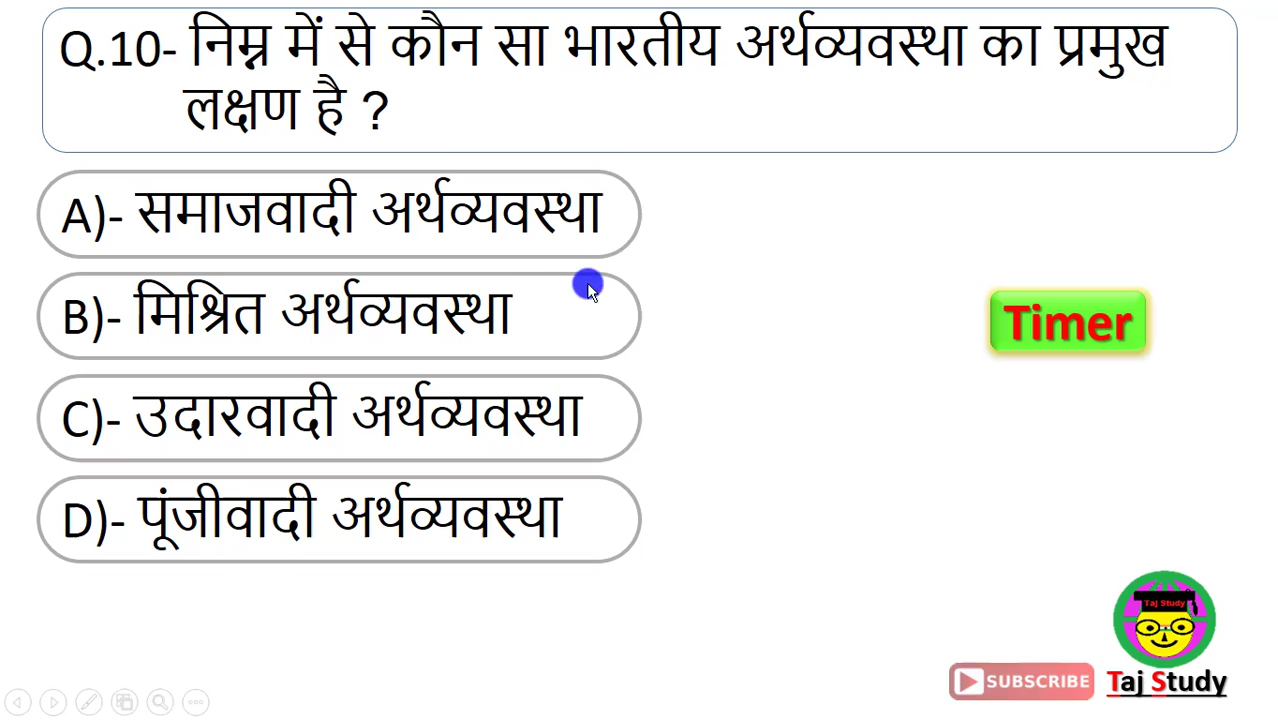 Q.10- निम्न में से कौन सा भारतीय अर्थव्यवस्था का प्रमुख
लक्षण है ?
A)- समाजवादी अर्थव्यवस्था
B)- मिश्रित अर्थव्यवस्था
Timer
C)- उदारवादी अर्थव्यवस्था
D)- पूंजीवादी अर्थव्यवस्था
Taj Study
SUBSCRIBE
Taj Study